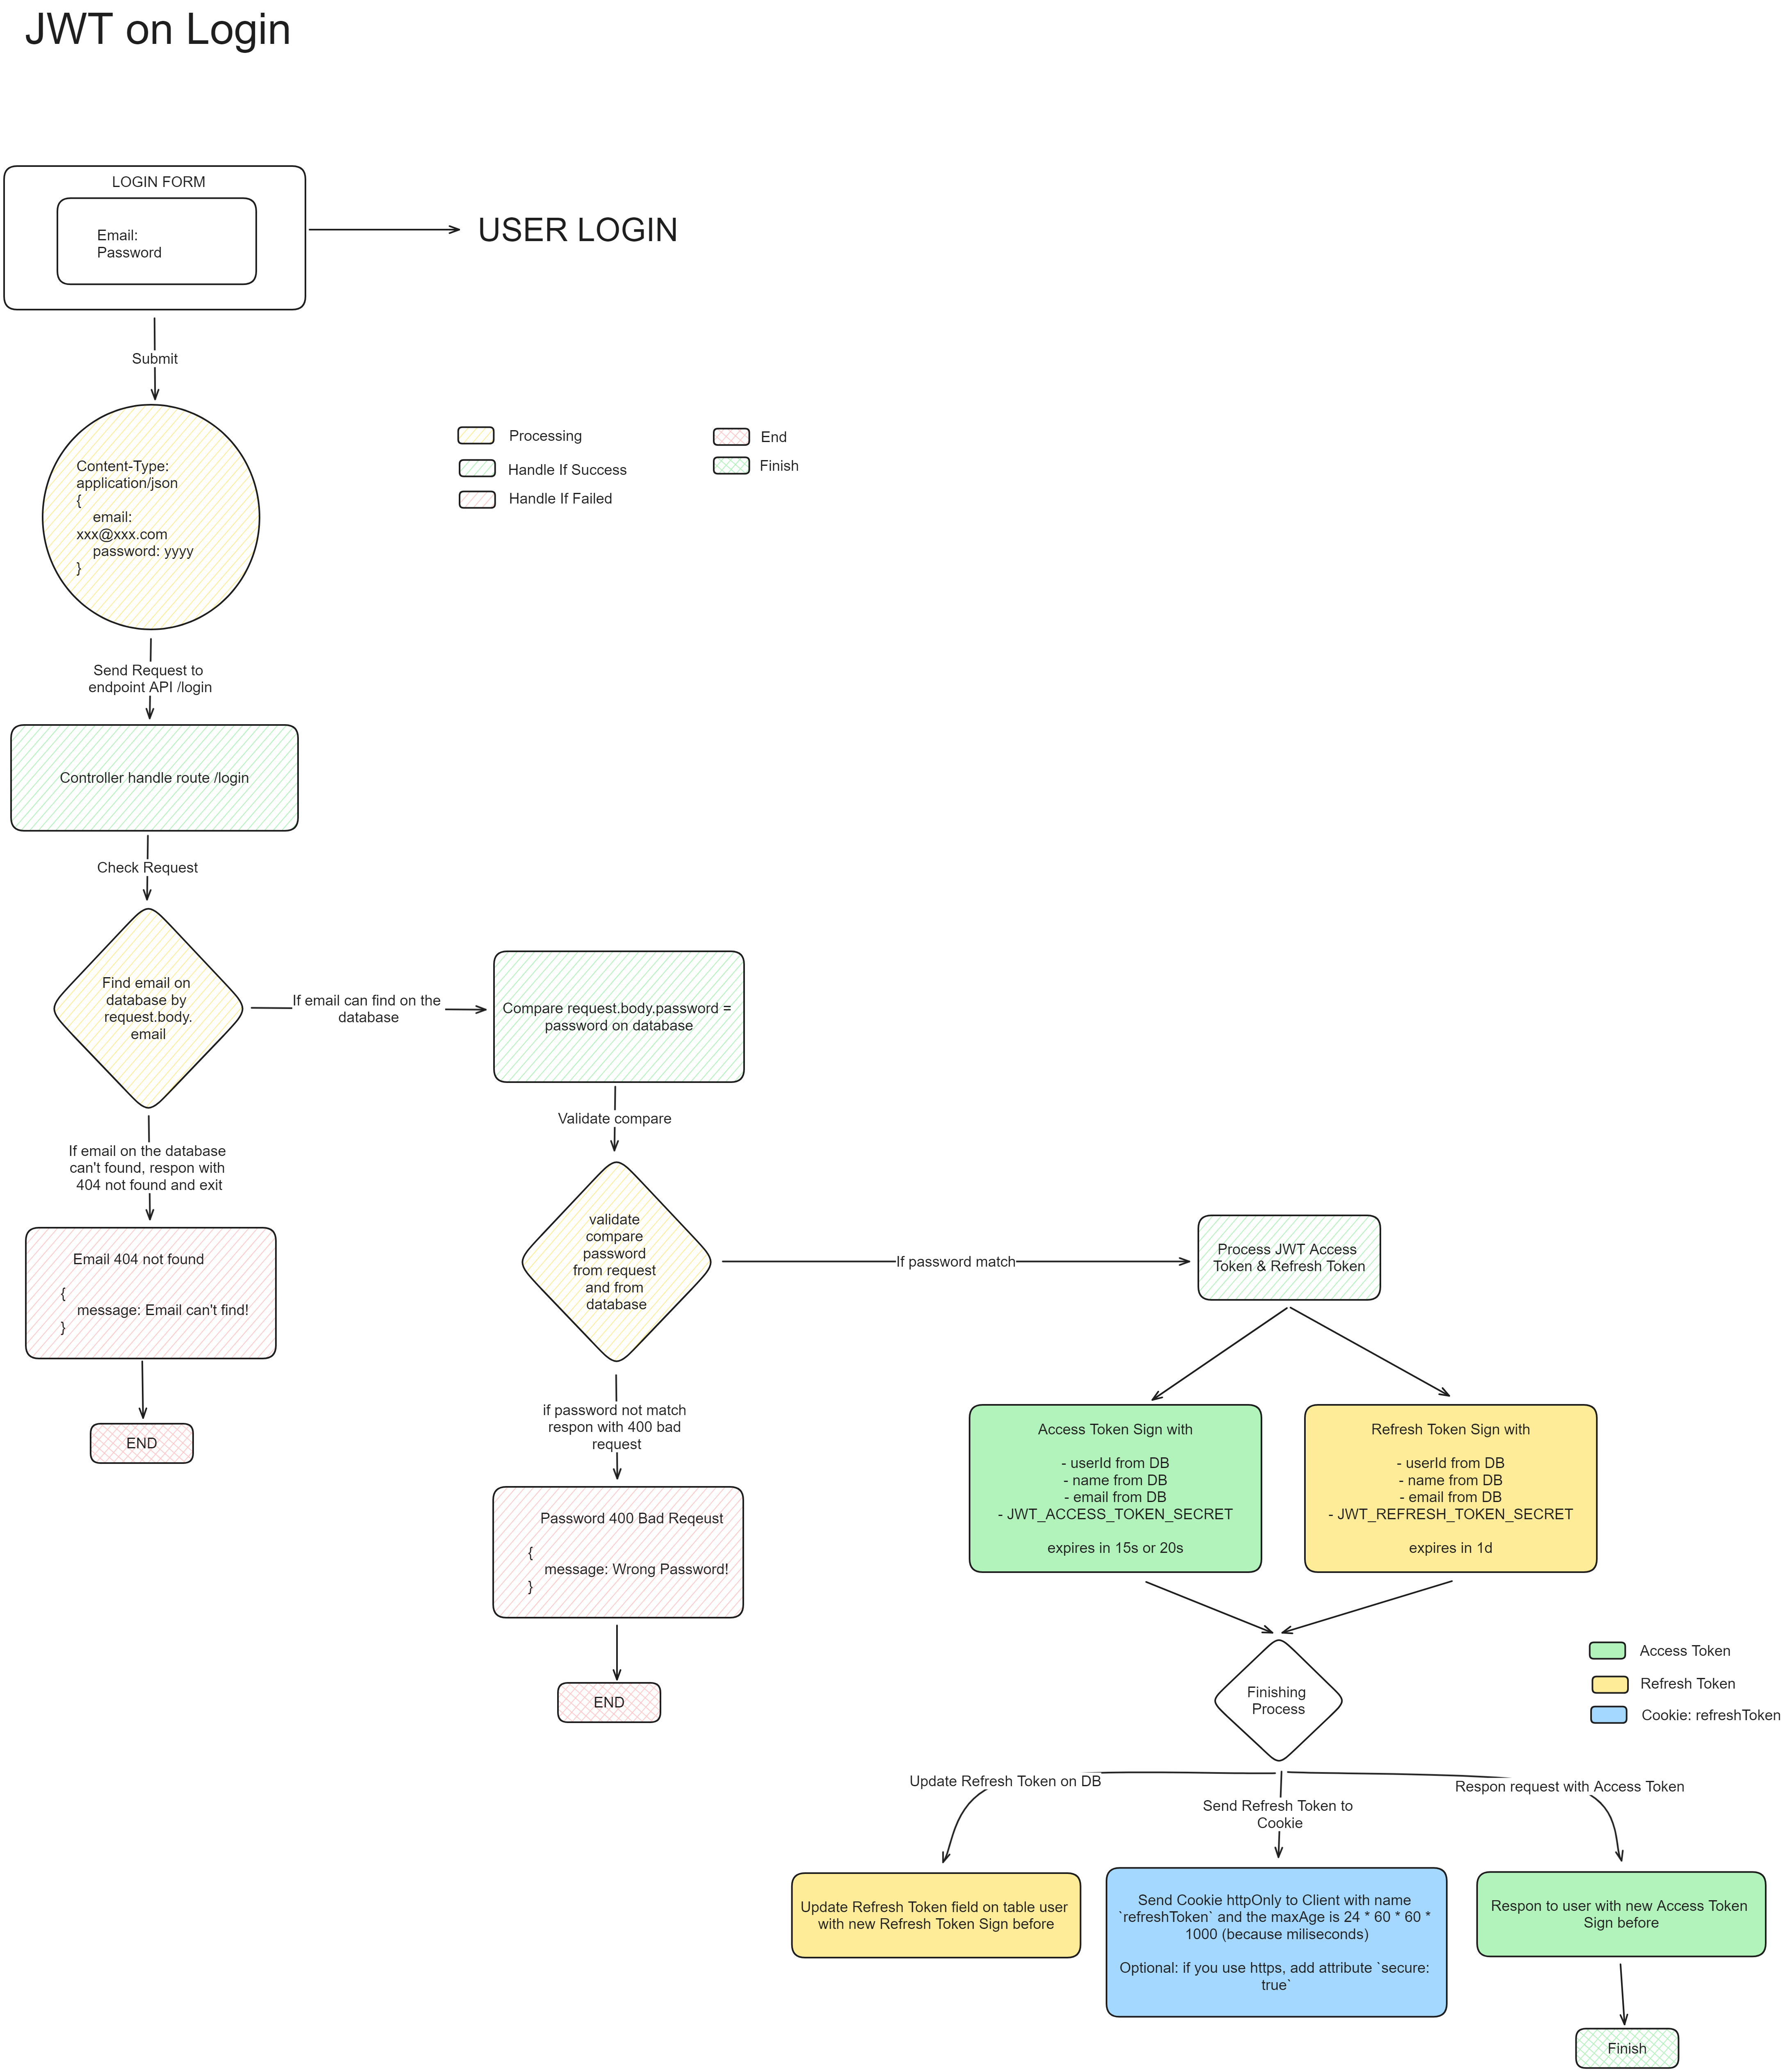 JWT on Login
LOGIN FORM
Email:
Password
USER LOGIN
Submit
Content-Type:
application/json
{
email:
xxx@xxx.com
password: yyyy
}
Processing
Handle If Success
Handle If Failed
End
Finish
Send Request to
endpoint API /login
Controller handle route /login
Check Request
Find email on
database by
request.body.
email
If email can find on the
database
Compare request.body.password =
password on database
Validate compare
If email on the database
can't found, respon with
404 not found and exit
Email 404 not found
{
message: Email can't find!
}
END
validate
compare
password
from request
and from
database
If password match
Process JWT Access
Token & Refresh Token
if password not match
respon with 400 bad
request
Password 400 Bad Reqeust
{
message: Wrong Password!
}
END
Access Token Sign with
- userId from DB
- name from DB
- email from DB
- JWT_ACCESS_TOKEN_SECRET
expires in 15s or 20s
Refresh Token Sign with
- userId from DB
- name from DB
- email from DB
- JWT_REFRESH_TOKEN_SECRET
expires in 1d
Finishing
Process
Access Token
Refresh Token
Cookie: refreshToken
Update Refresh Token on DB
Send Refresh Token to
Cookie
Respon request with Access Token
Update Refresh Token field on table user
with new Refresh Token Sign before
Send Cookie httpOnly to Client with name
`refreshToken` and the maxAge is 24 * 60 * 60 *
1000 (because miliseconds)
Optional: if you use https, add attribute `secure:
true`
Respon to user with new Access Token
Sign before
Finish